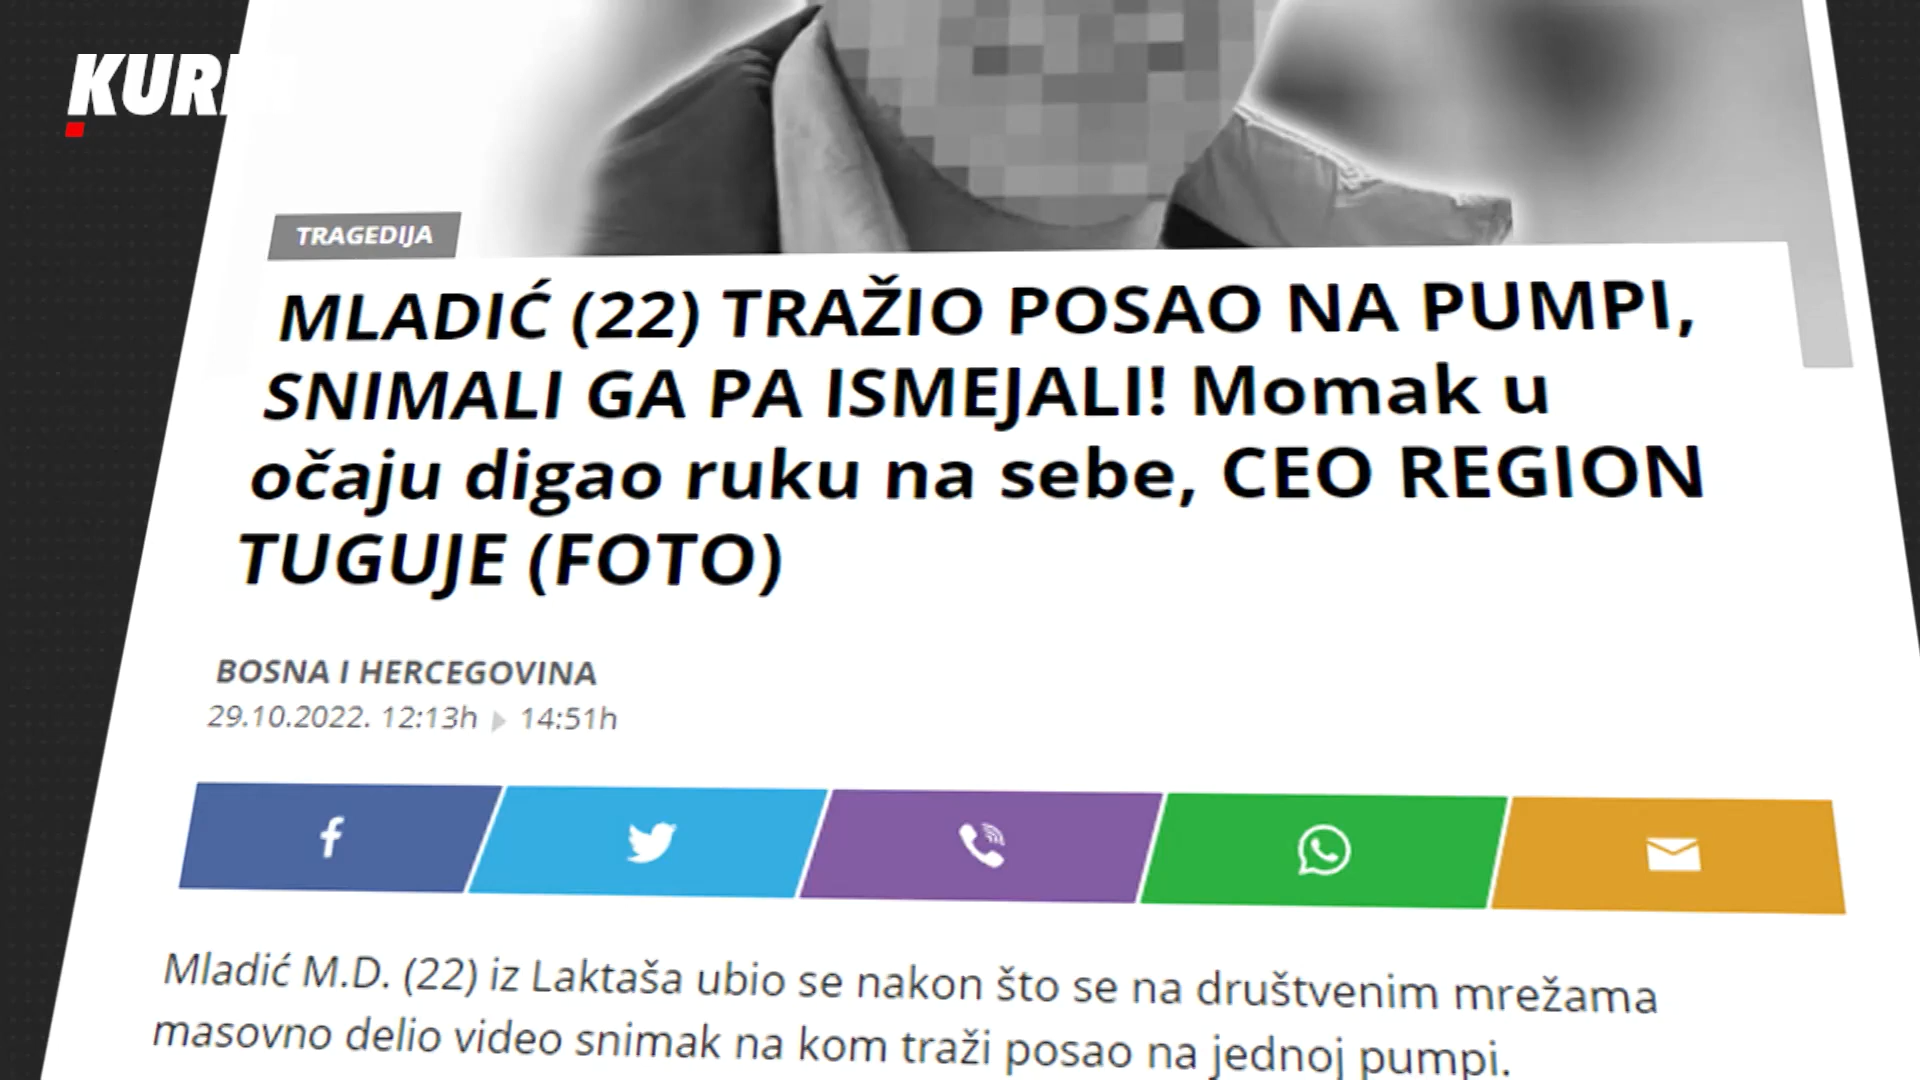 KURI
TRAGEDIJA
MLADIĆ (22) TRAŽIO POSAO NA PUMPI,
SNIMALI GA PA ISMEJALI! Momak u
očaju digao ruku na sebe, CEO REGION
TUGUJE (FOTO)
BOSNA I HERCEGOVINA
29.10.2022. 12:13h 14:51h
Mladić M.D. (22) iz Laktaša ubio se nakon što se na društvenim mrežama
masovno delio video snimak na kom traži posao na jednoj pumpi.